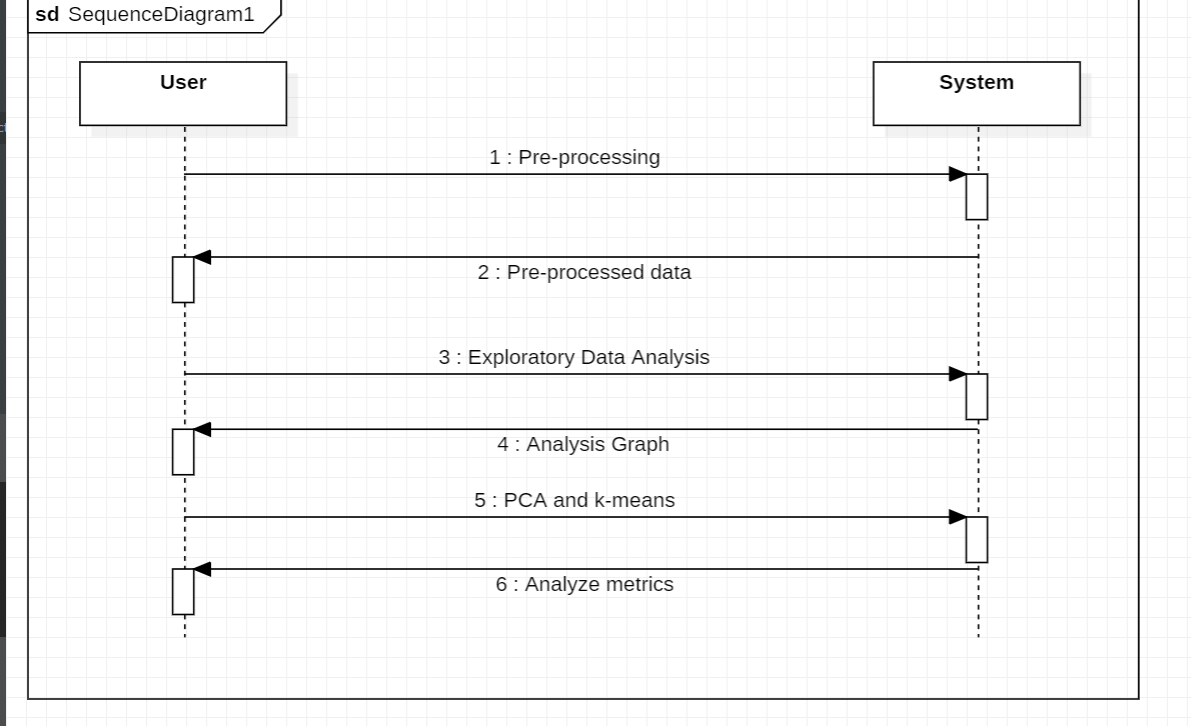 sd SequenceDiagram1
User
System
1 : Pre-processing
2 : Pre-processed data
3 : Exploratory Data Analysis
4 : Analysis Graph
5 : PCA and k-means
6 : Analyze metrics